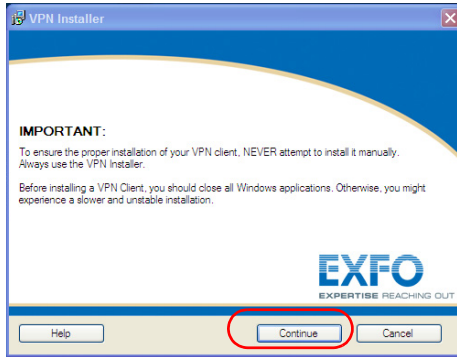 VPN Installer
IMPORTANT:
To ensure the proper installation of your VPN client, NEVER attempt to install it manually.
Always use the VPN Installer.
Before installing a VPN Client, you should close all Windows applications. Otherwise, you might
experience a slower and unstable installation.
EXFO
EXPERTISE REACHING OUT
Help
Continue
Cancel